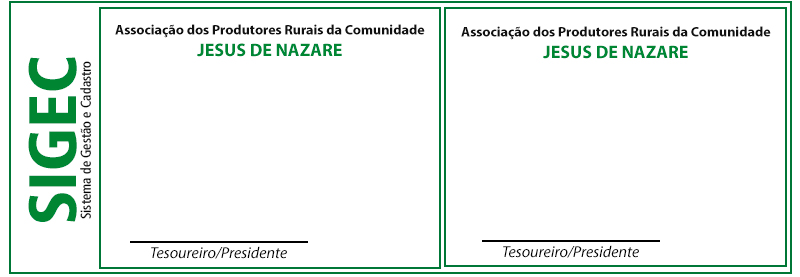 SIGEC
Sistema de Gestão e Cadastro
Associação dos Produtores Rurais da Comunidade
JESUS DE NAZARE
Tesoureiro/Presidente
Associação dos Produtores Rurais da Comunidade
JESUS DE NAZARE
Tesoureiro/Presidente